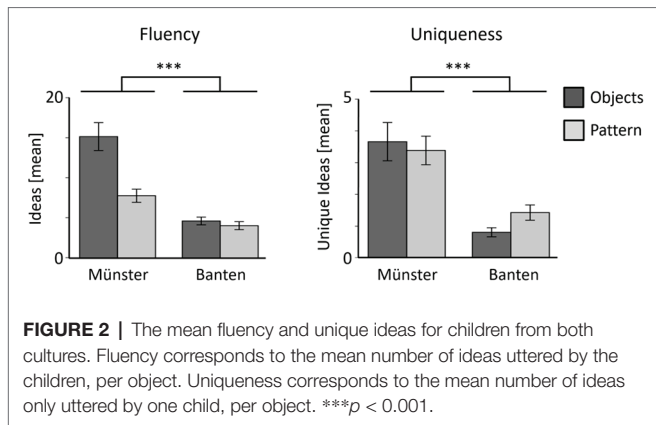 Fluency
Uniqueness
***
***
20
0
Ideas [mean]
Münster
Banten
5
0
Unique Ideas [mean]
Münster
Banten
Objects
Pattern
FIGURE 2 | The mean fluency and unique ideas for children from both
cultures. Fluency corresponds to the mean number of ideas uttered by the
children, per object. Uniqueness corresponds to the mean number of ideas
only uttered by one child, per object. ***p < 0.001.